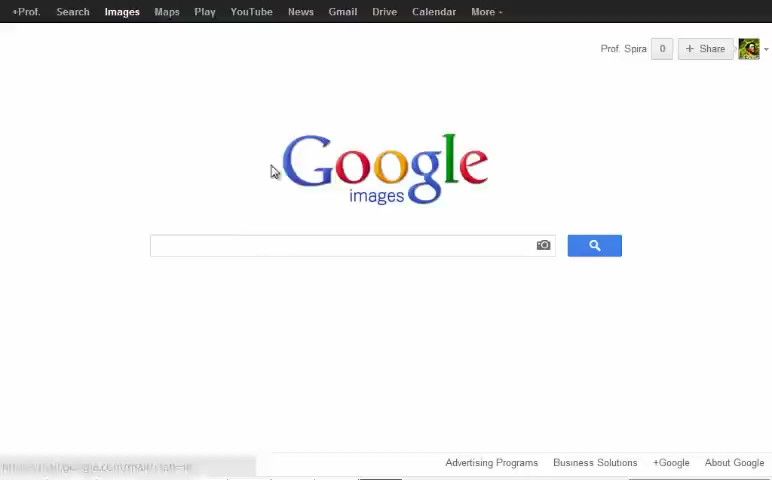 +Prof. Search Images Maps Play YouTube News Gmail Drive Calendar More
Prof. Spira 0 + Share
Google
images
Advertising Programs Business Solutions +Google About Google